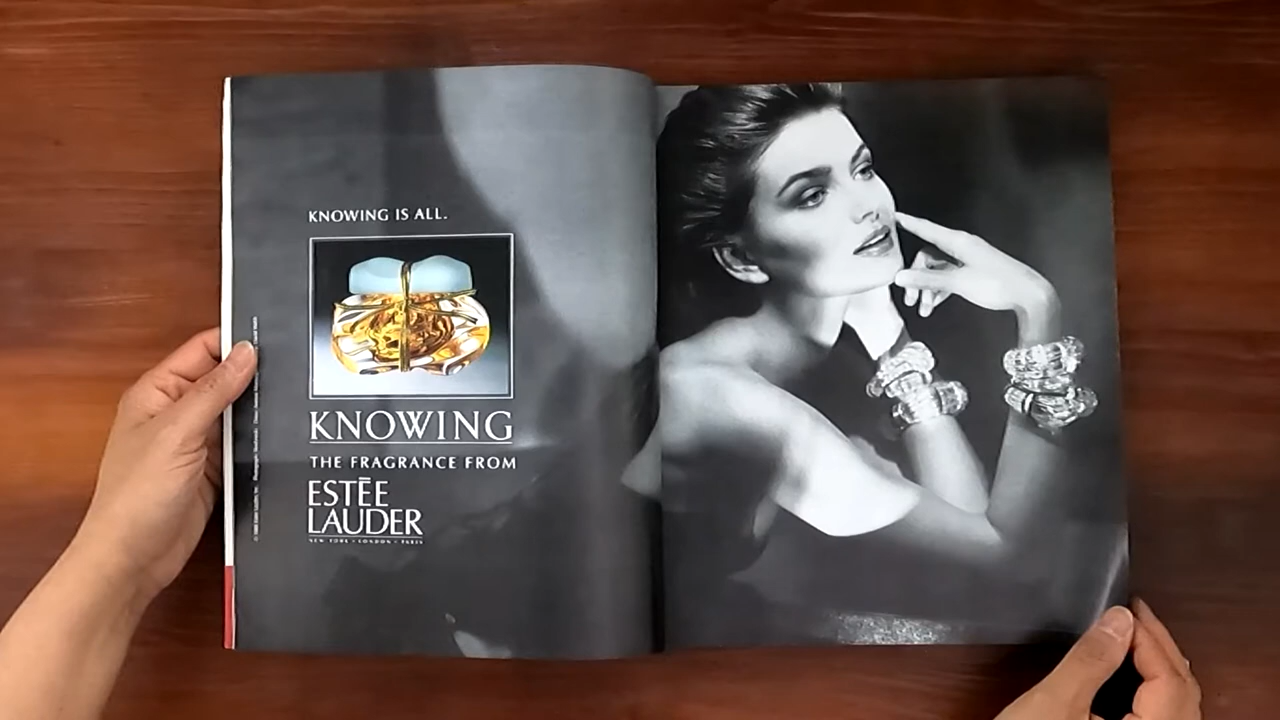 KNOWING IS ALL.
KNOWING
THE FRAGRANCE FROM
ESTĒE
LAUDER
NEW YORK • LONDON • PARIS